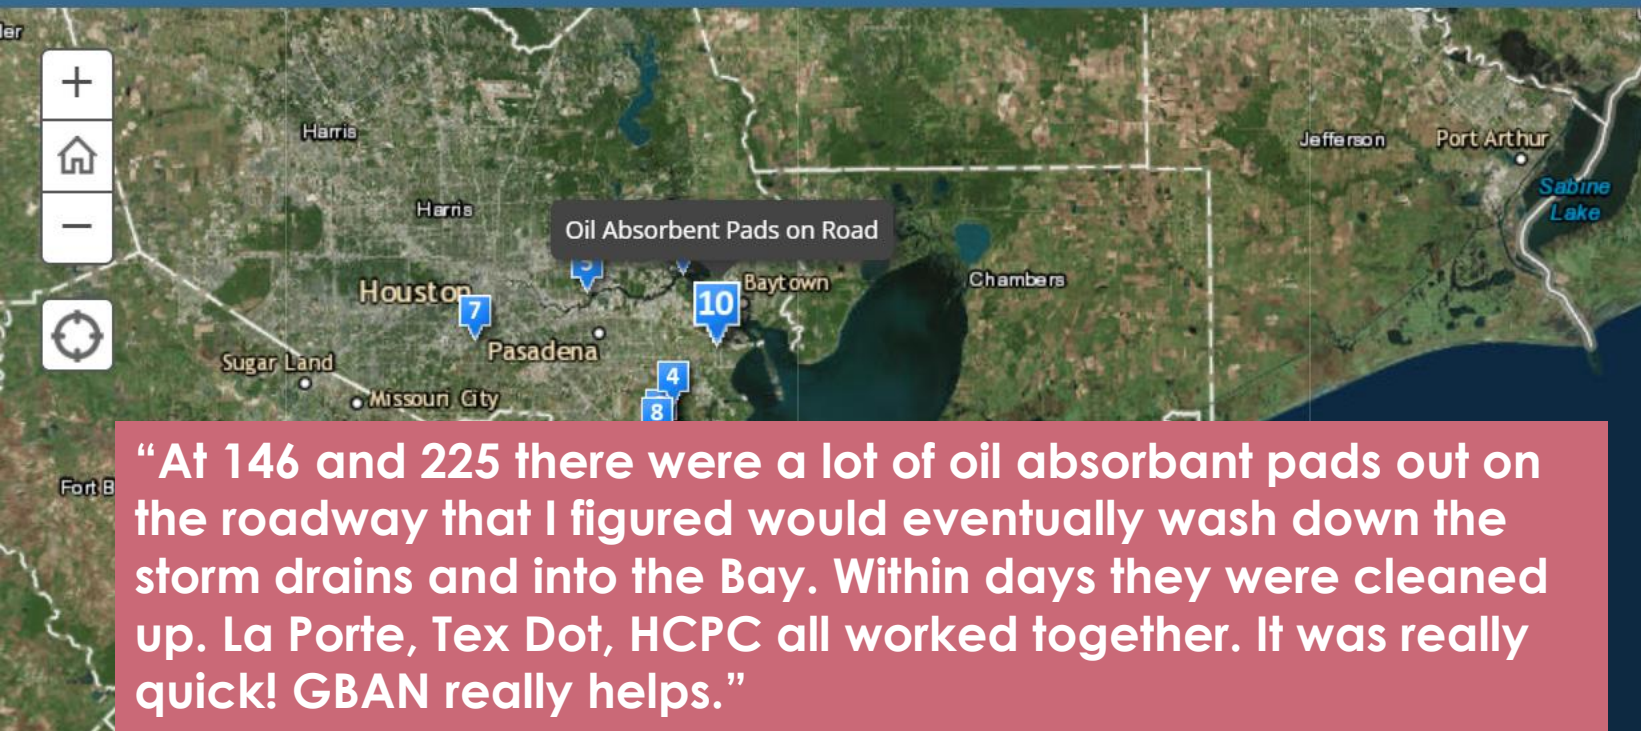 +
Harris
Jefferson
Port Arthur
Sabine
Lake
−
Harris
Oil Absorbent Pads on Road
5
Houston
7
10
Baytown
Chambers
Pasadena
Sugar Land
4
Missouri City
8
Fort B
“At 146 and 225 there were a lot of oil absorbant pads out on
the roadway that I figured would eventually wash down the
storm drains and into the Bay. Within days they were cleaned
up. La Porte, Tex Dot, HCPC all worked together. It was really
quick! GBAN really helps.”